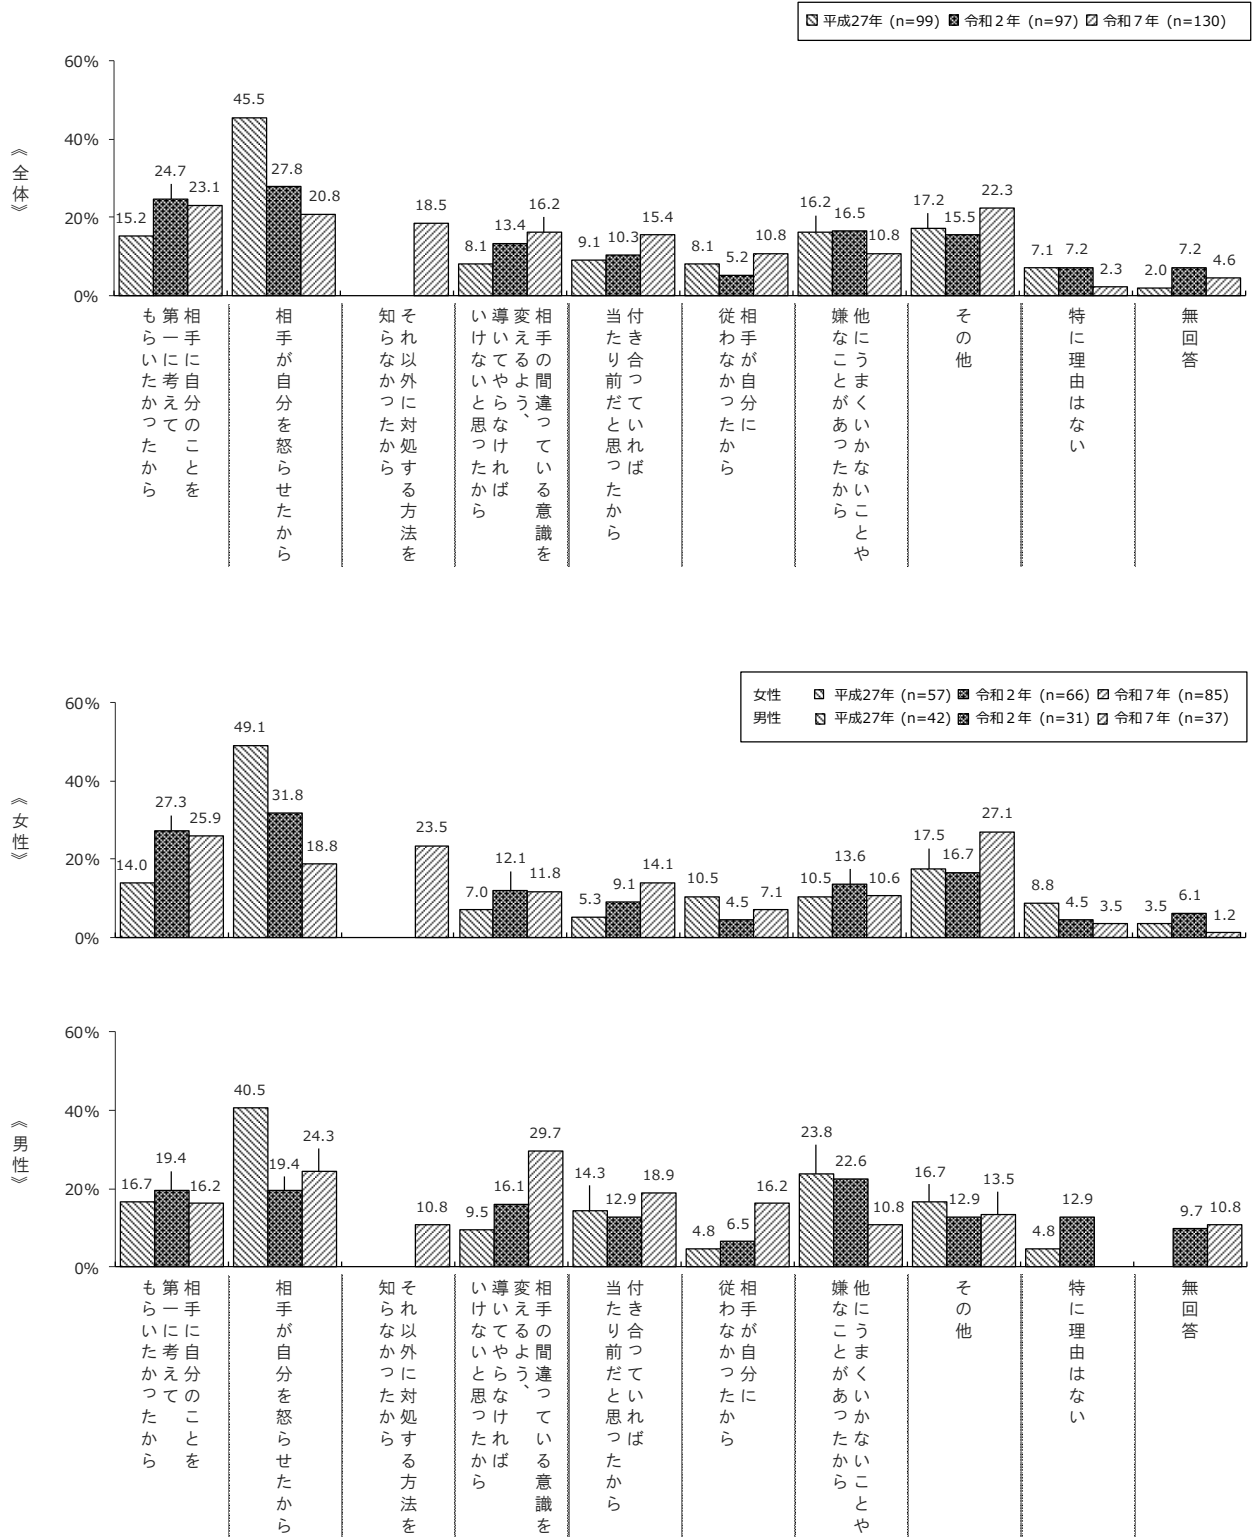 平成27年 (n=99) 令和２年 (n=97) 令和７年 (n=130)
《全体》
60%
40%
20%
0%
15.2 24.7 23.1
45.5 27.8 20.8
18.5
8.1 13.4 16.2
9.1 10.3 15.4
8.1 5.2 10.8
16.2 16.5 10.8
17.2 15.5 22.3
7.1 7.2 2.3
2.0 7.2 4.6
相手に自分のことを
第一に考えて
もらいたかったから
相手が自分を怒らせたから
それ以外に対処する方法を
知らなかったから
相手の間違っている意識を
変えるよう、
導いてやらなければ
いけないと思ったから
付き合っていれば
当たり前だと思ったから
相手が自分に
従わなかったから
他にうまくいかないことや
嫌なことがあったから
その他
特に理由はない
無回答
女性 平成27年 (n=57) 令和２年 (n=66) 令和７年 (n=85)
男性 平成27年 (n=42) 令和２年 (n=31) 令和７年 (n=37)
《女性》
60%
40%
20%
0%
14.0 27.3 25.9
49.1 31.8 18.8
23.5
7.0 12.1 11.8
5.3 9.1 14.1
10.5 4.5 7.1
10.5 13.6 10.6
17.5 16.7 27.1
8.8 4.5 3.5
3.5 6.1 1.2
《男性》
60%
40%
20%
0%
16.7 19.4 16.2
40.5 19.4 24.3
10.8
9.5 16.1 29.7
14.3 12.9 18.9
4.8 6.5 16.2
23.8 22.6 10.8
16.7 12.9 13.5
4.8 12.9
9.7 10.8
相手に自分のことを
第一に考えて
もらいたかったから
相手が自分を怒らせたから
それ以外に対処する方法を
知らなかったから
相手の間違っている意識を
変えるよう、
導いてやらなければ
いけないと思ったから
付き合っていれば
当たり前だと思ったから
相手が自分に
従わなかったから
他にうまくいかないことや
嫌なことがあったから
その他
特に理由はない
無回答